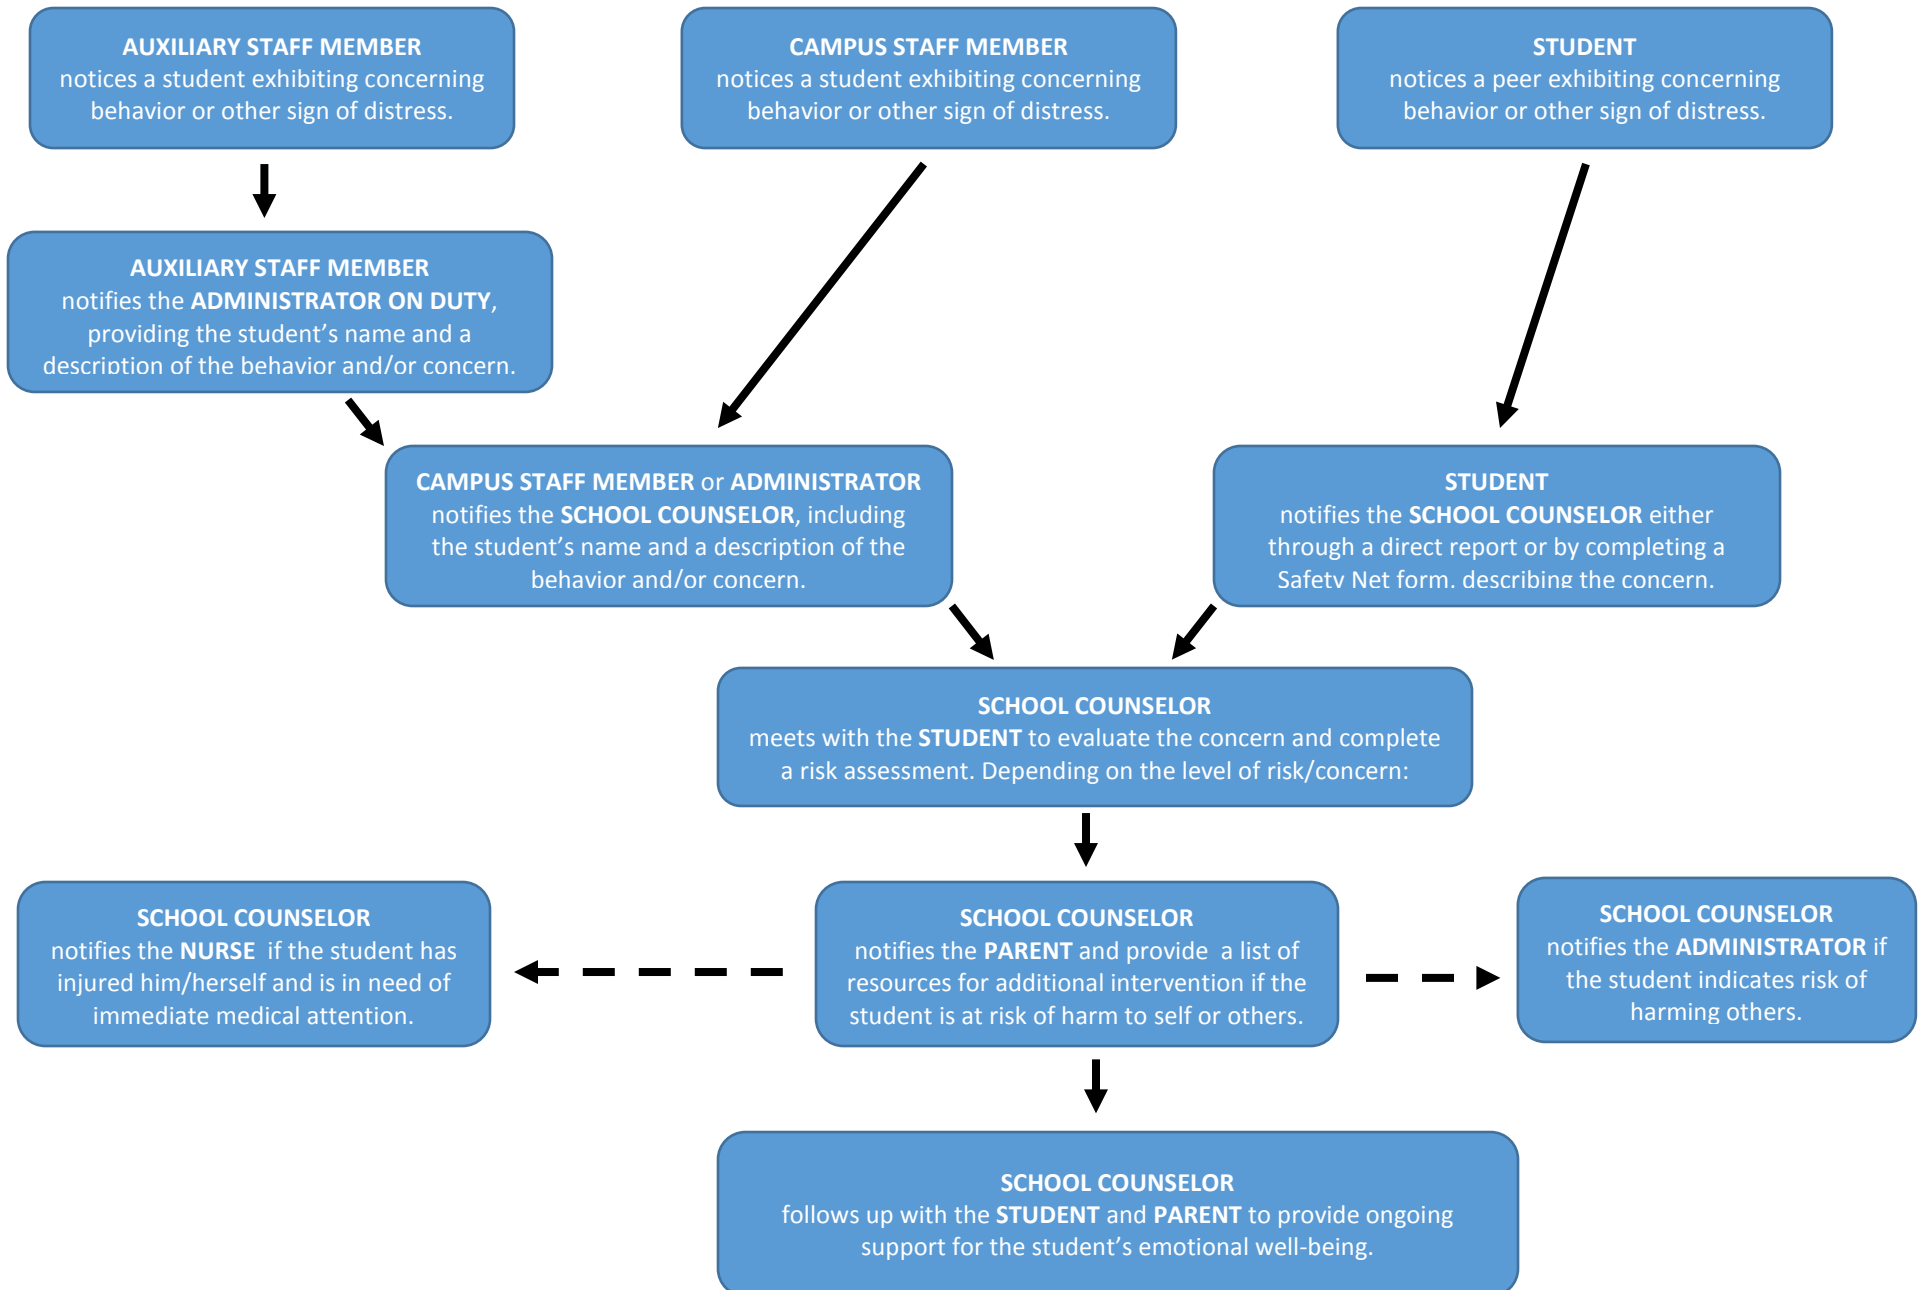 AUXILIARY STAFF MEMBER
notices a student exhibiting concerning
behavior or other sign of distress.
CAMPUS STAFF MEMBER
notices a student exhibiting concerning
behavior or other sign of distress.
STUDENT
notices a peer exhibiting concerning
behavior or other sign of distress.
AUXILIARY STAFF MEMBER
notifies the ADMINISTRATOR ON DUTY,
providing the student’s name and a
description of the behavior and/or concern.
CAMPUS STAFF MEMBER or ADMINISTRATOR
notifies the SCHOOL COUNSELOR, including
the student’s name and a description of the
behavior and/or concern.
STUDENT
notifies the SCHOOL COUNSELOR either
through a direct report or by completing a
Safety Net form, describing the concern.
SCHOOL COUNSELOR
meets with the STUDENT to evaluate the concern and complete
a risk assessment. Depending on the level of risk/concern:
SCHOOL COUNSELOR
notifies the NURSE if the student has
injured him/herself and is in need of
immediate medical attention.
SCHOOL COUNSELOR
notifies the PARENT and provide a list of
resources for additional intervention if the
student is at risk of harm to self or others.
SCHOOL COUNSELOR
notifies the ADMINISTRATOR if
the student indicates risk of
harming others.
SCHOOL COUNSELOR
follows up with the STUDENT and PARENT to provide ongoing
support for the student’s emotional well-being.